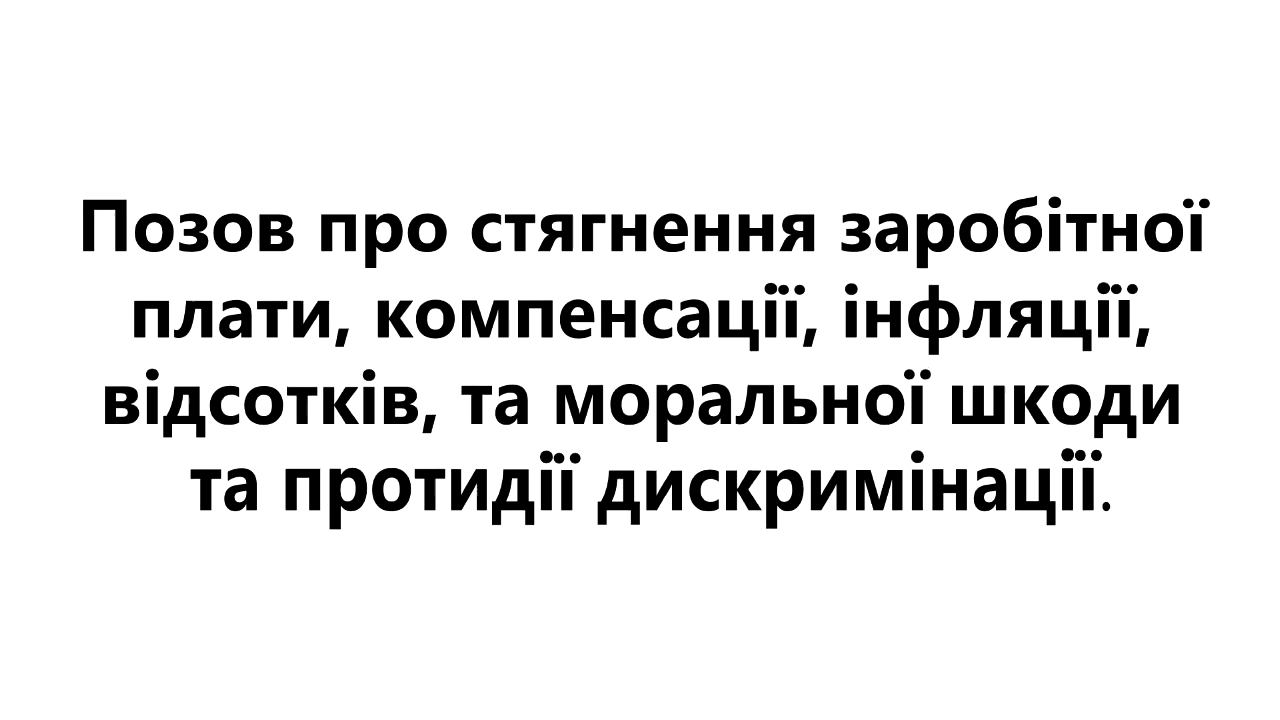 Позов про стягнення заробітної
плати, компенсації, інфляції,
відсотків, та моральної шкоди
та протидії дискримінації.